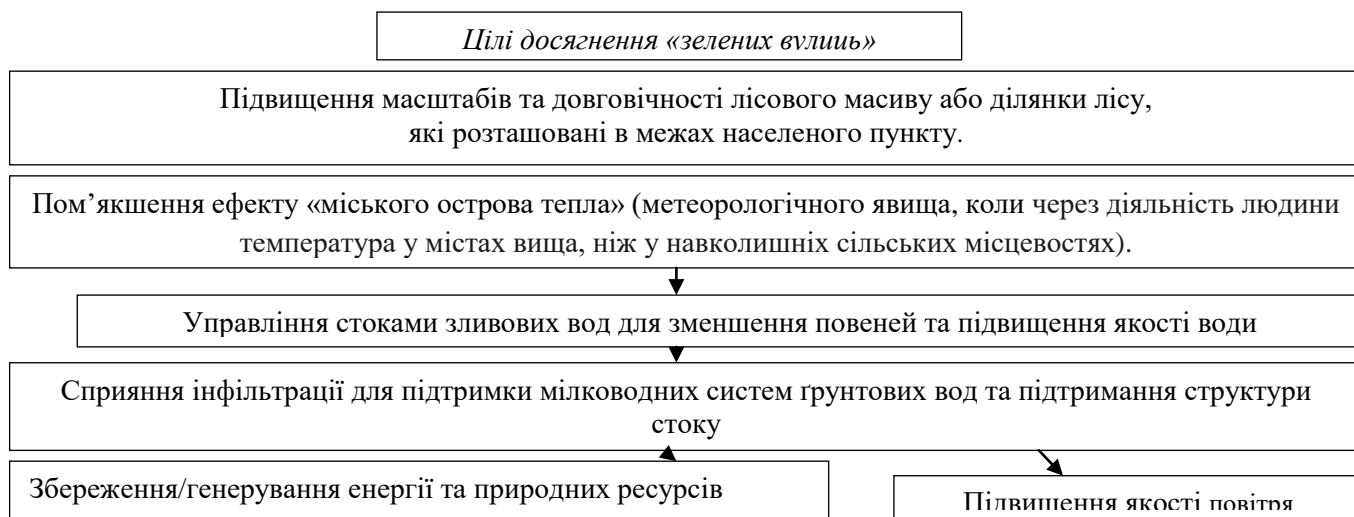 Цілі досягнення «зелених вулиць»
Підвищення масштабів та довговічності лісового масиву або ділянки лісу,
які розташовані в межах населеного пункту.
Пом’якшення ефекту «міського острова тепла» (метеорологічного явища, коли через діяльність людини
температура у містах вища, ніж у навколишніх сільських місцевостях).
Управління стоками зливових вод для зменшення повеней та підвищення якості води
Сприяння інфільтрації для підтримки мілководних систем ґрунтових вод та підтримання структури
стоку
Збереження/генерування енергії та природних ресурсів
Підвищення якості повітря